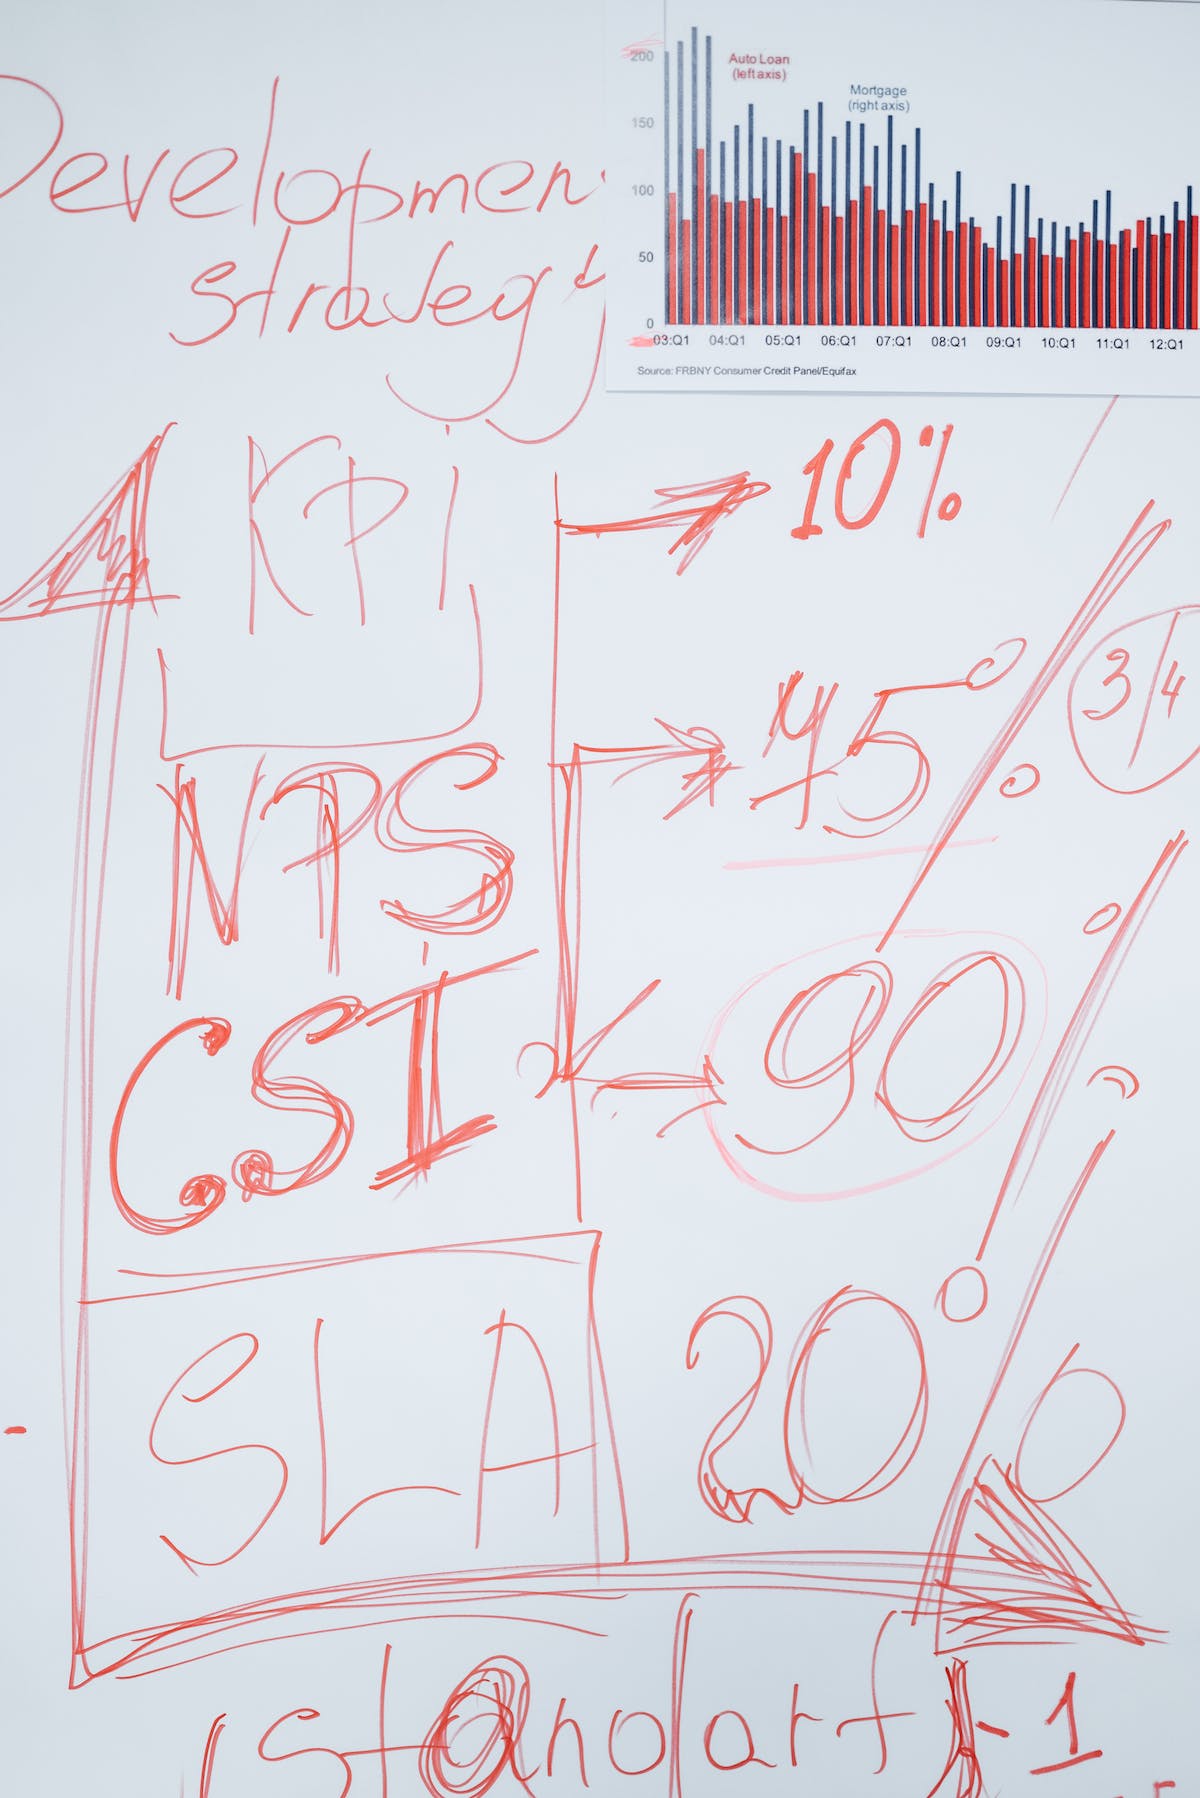 200
Auto Loan
(left axis)
Mortgage
(right axis)
150
100
50
0
03:Q1 04:Q1 05:Q1 06:Q1 07:Q1 08:Q1 09:Q1 10:Q1 11:Q1 12:Q1
Source: FRBNY Consumer Credit Panel/Equifax
Developmen
strategy
KPI 10%
3/4
NPS 75%
C.S.I 90%
SLA 20%
(standart) - 1